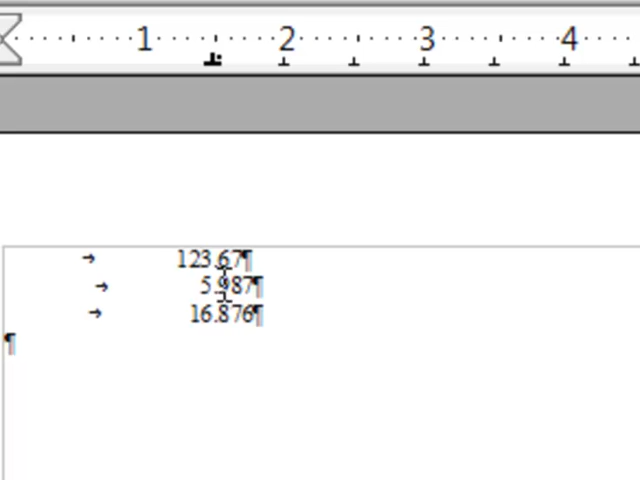 1 2 3 4
→ 123.67¶
→ 5.987¶
→ 16.876¶
¶